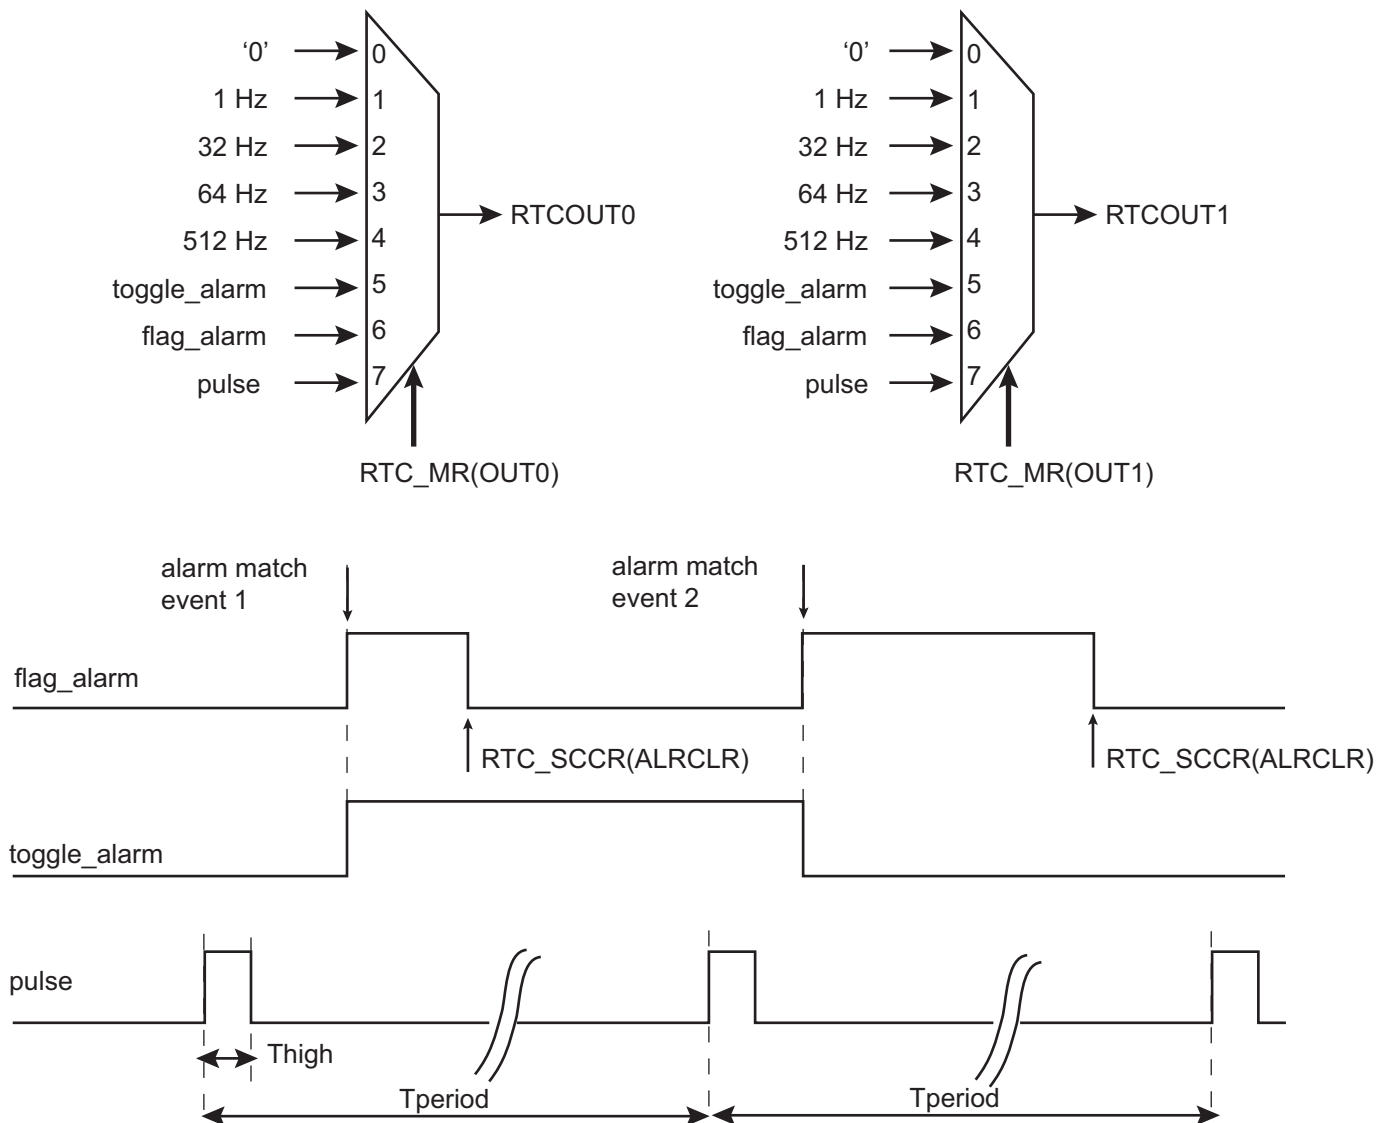 ‘0’
0
1 Hz
1
32 Hz
2
64 Hz
3
512 Hz
4
toggle_alarm
5
flag_alarm
6
pulse
7
RTCOUT0
RTC_MR(OUT0)
‘0’
0
1 Hz
1
32 Hz
2
64 Hz
3
512 Hz
4
toggle_alarm
5
flag_alarm
6
pulse
7
RTCOUT1
RTC_MR(OUT1)
alarm match
event 1
alarm match
event 2
flag_alarm
RTC_SCCR(ALRCLR)
RTC_SCCR(ALRCLR)
toggle_alarm
pulse
Thigh
Tperiod
Tperiod